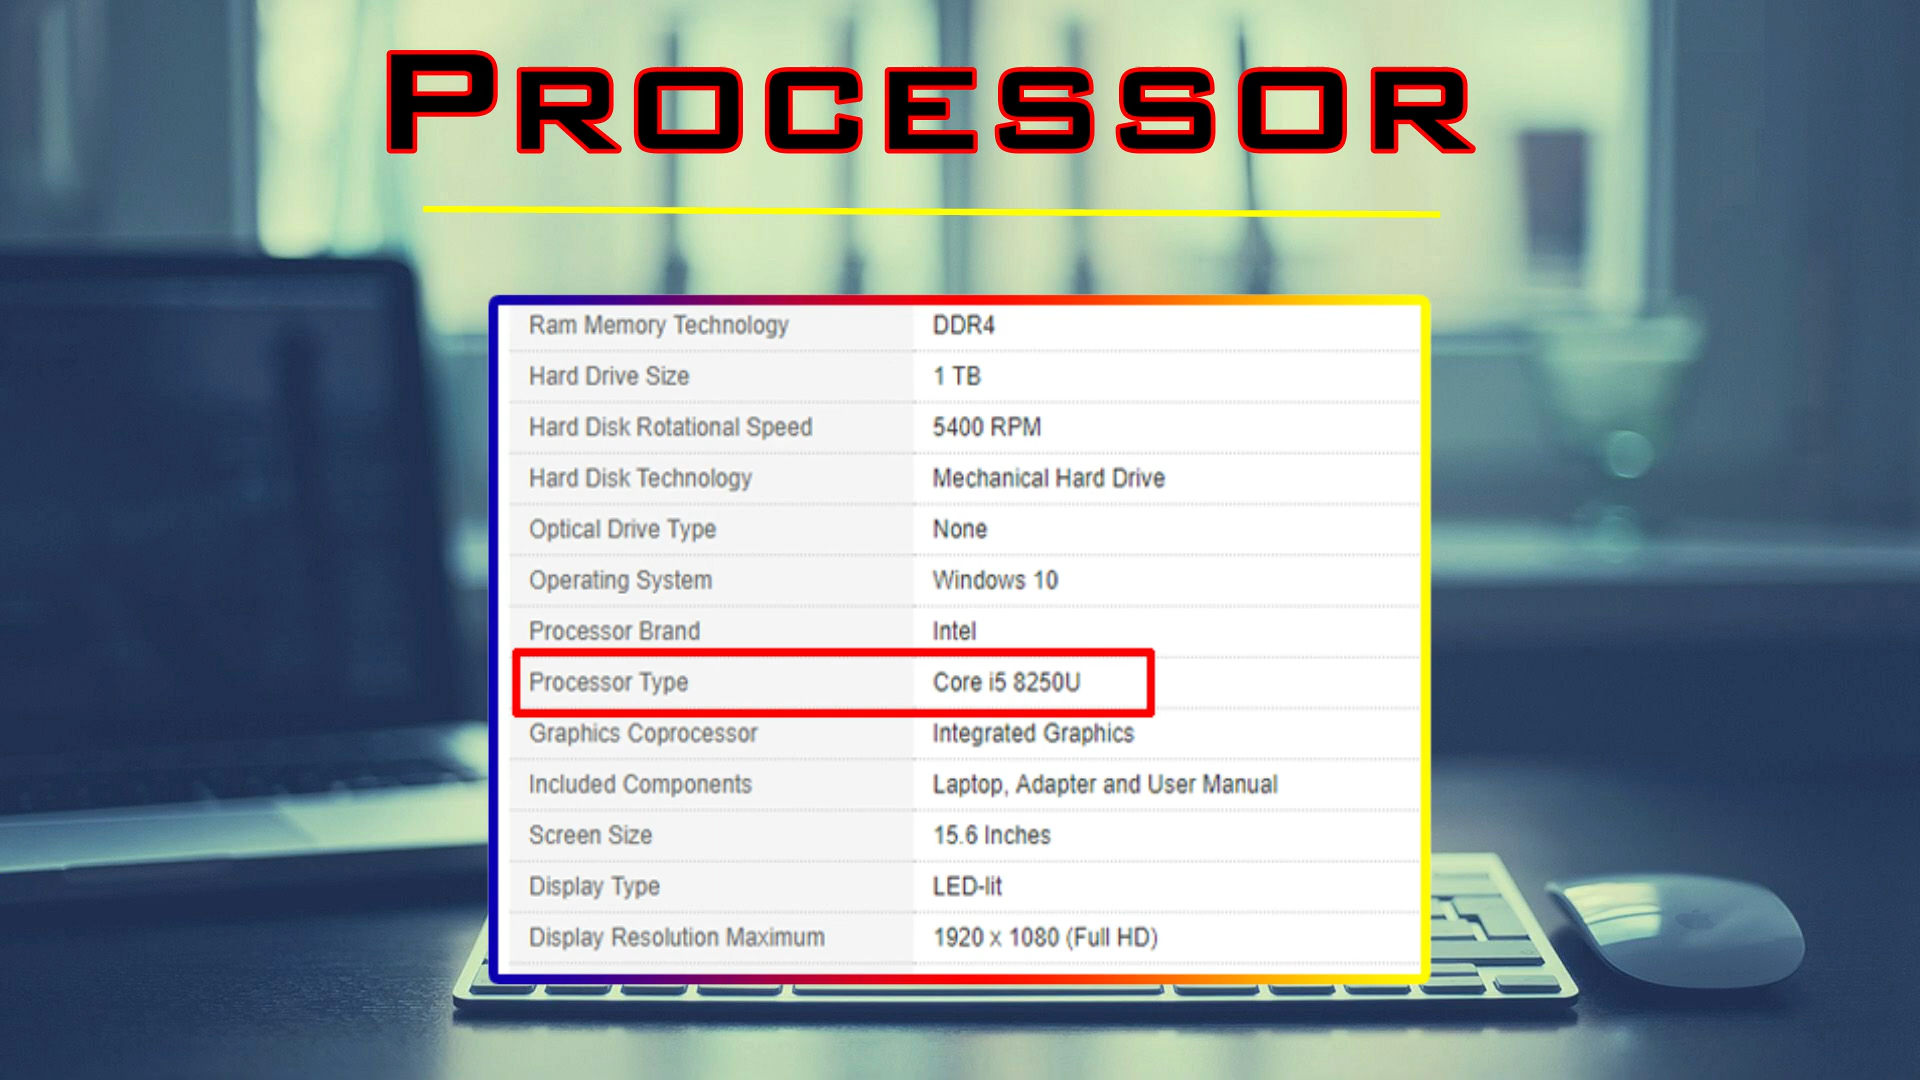 PROCESSOR
Ram Memory Technology DDR4
Hard Drive Size 1 TB
Hard Disk Rotational Speed 5400 RPM
Hard Disk Technology Mechanical Hard Drive
Optical Drive Type None
Operating System Windows 10
Processor Brand Intel
Processor Type Core i5 8250U
Graphics Coprocessor Integrated Graphics
Included Components Laptop, Adapter and User Manual
Screen Size 15.6 Inches
Display Type LED-lit
Display Resolution Maximum 1920 x 1080 (Full HD)